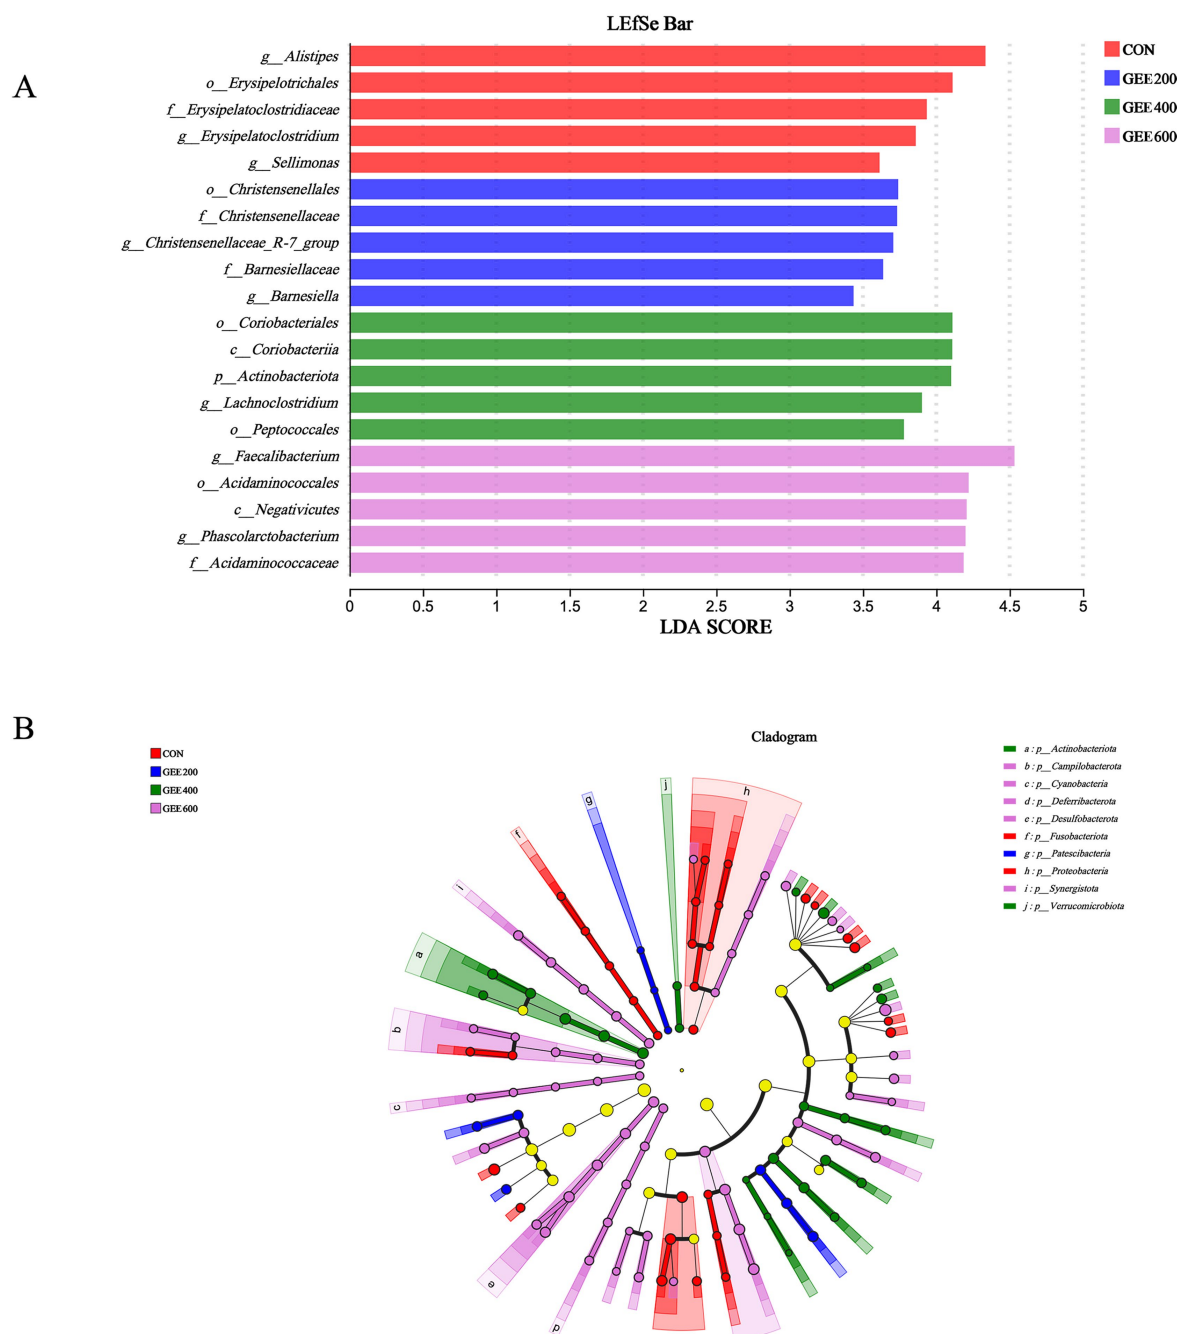 LEfSe Bar
A
g__Alistipes
o__Erysipelotrichales
f__Erysipelatoclostridiaceae
g__Erysipelatoclostridium
g__Sellimonas
o__Christensenellales
f__Christensenellaceae
g__Christensenellaceae_R-7_group
f__Barnesiellaceae
g__Barnesiella
o__Coriobacteriales
c__Coriobacteriia
p__Actinobacteriota
g__Lachnoclostridium
o__Peptococcales
g__Faecalibacterium
o__Acidaminococcales
c__Negativicutes
g__Phascolarctobacterium
f__Acidaminococcaceae
CON
GEE200
GEE400
GEE600
0 0.5 1 1.5 2 2.5 3 3.5 4 4.5 5
LDA SCORE
B
Cladogram
CON
GEE200
GEE400
GEE600
a : p__Actinobacteriota
b : p__Campilobacterota
c : p__Cyanobacteria
d : p__Deferribacterota
e : p__Desulfobacterota
f : p__Fusobacteriota
g : p__Patescibacteria
h : p__Proteobacteria
i : p__Synergistota
j : p__Verrucomicrobiota
h
j
g
f
i
a
b
c
e
d